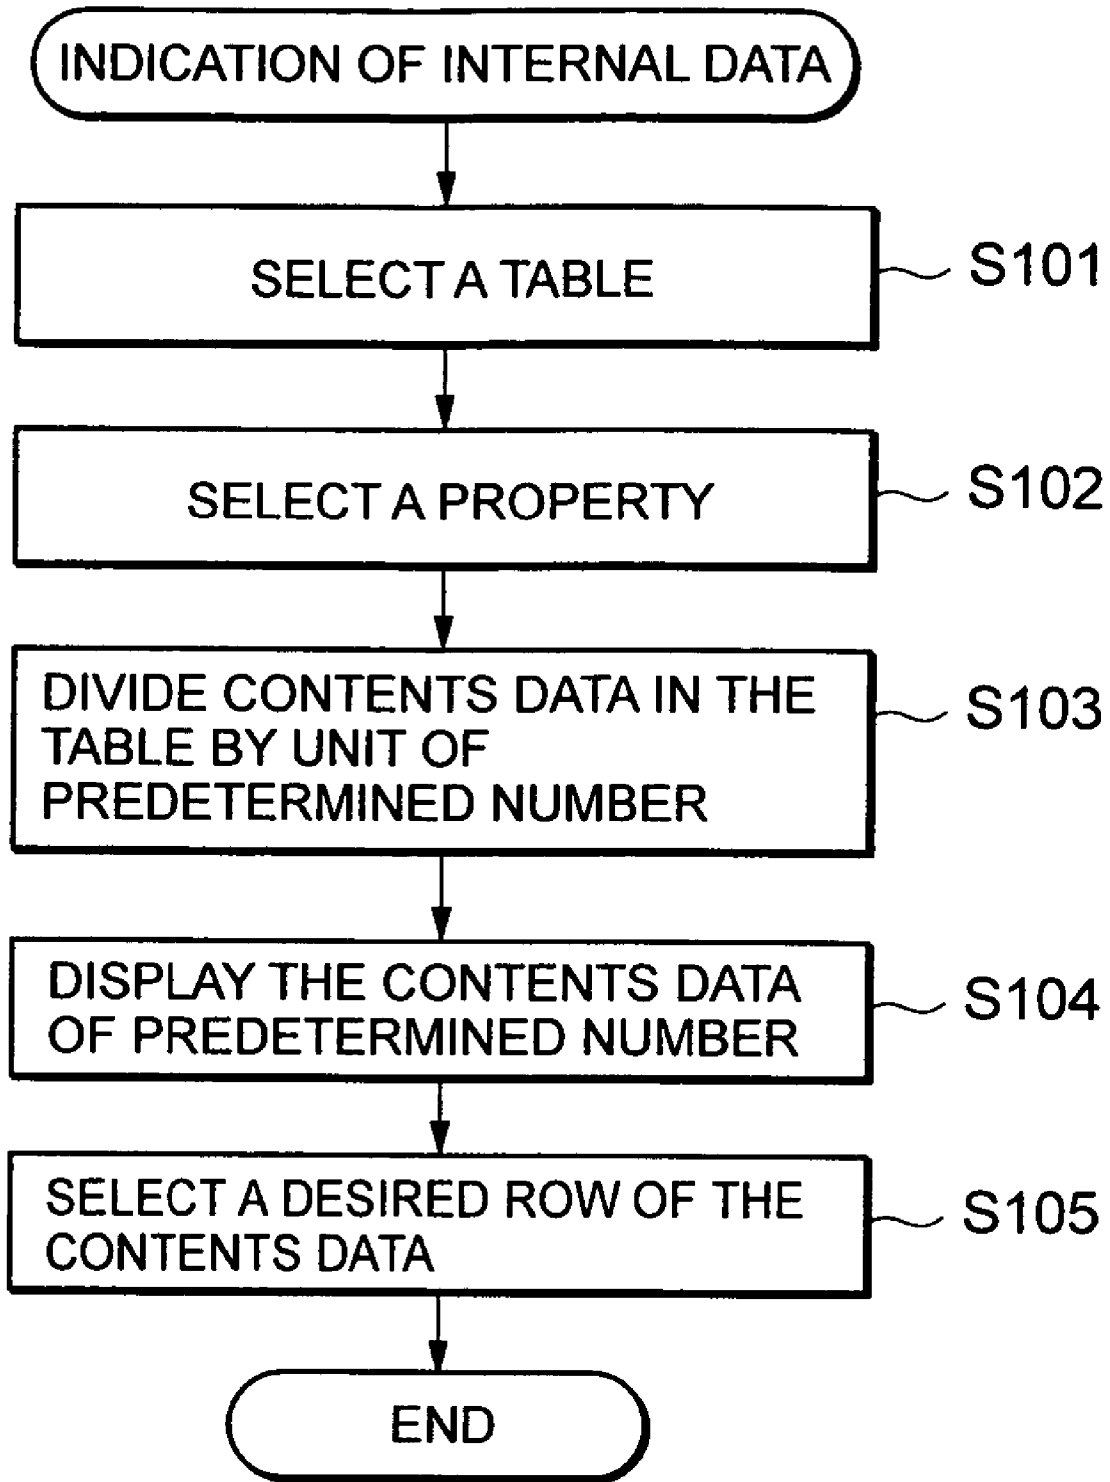 INDICATION OF INTERNAL DATA
SELECT A TABLE
S101
SELECT A PROPERTY
S102
DIVIDE CONTENTS DATA IN THE
TABLE BY UNIT OF
PREDETERMINED NUMBER
S103
DISPLAY THE CONTENTS DATA
OF PREDETERMINED NUMBER
S104
SELECT A DESIRED ROW OF THE
CONTENTS DATA
S105
END